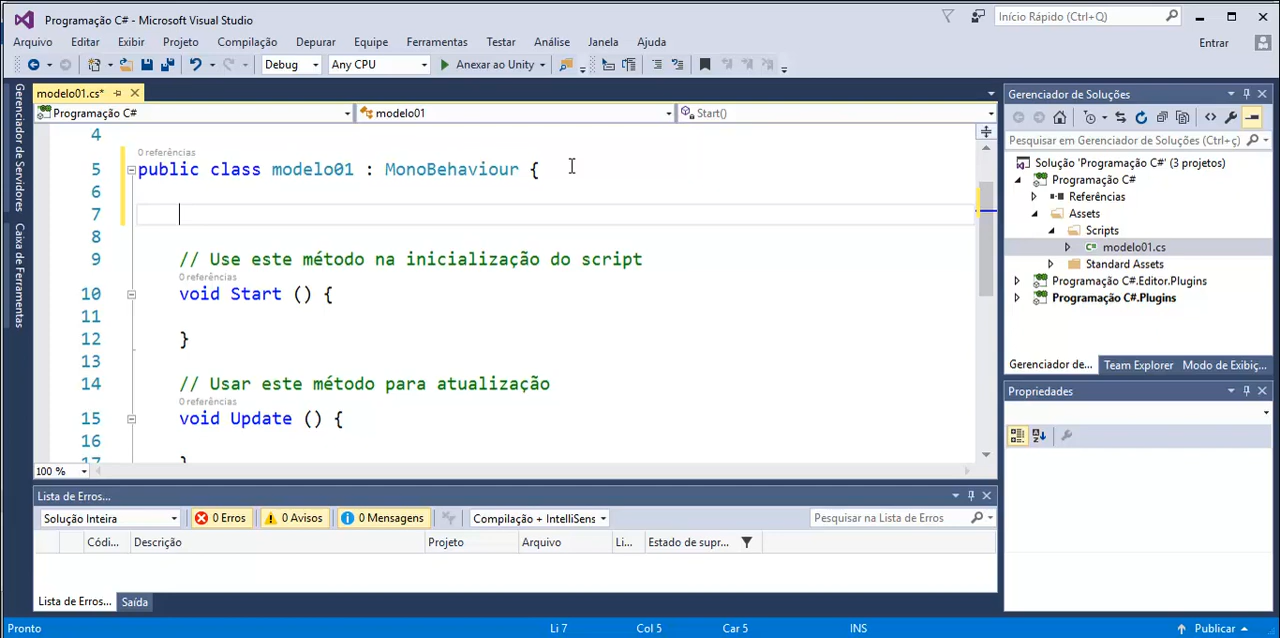 Programação C# - Microsoft Visual Studio
Início Rápido (Ctrl+Q)
Arquivo Editar Exibir Projeto Compilação Depurar Equipe Ferramentas Testar Análise Janela Ajuda
Entrar
Debug Any CPU Anexar ao Unity
modelo01.cs*
Programação C# modelo01 Start()
4
0 referências
5 public class modelo01 : MonoBehaviour {
6
7
8
9 // Use este método na inicialização do script
0 referências
10 void Start () {
11
12 }
13
14 // Usar este método para atualização
0 referências
15 void Update () {
16
17 }
100 %
Gerenciador de Servidores
Caixa de Ferramentas
Gerenciador de Soluções
Pesquisar em Gerenciador de Soluções (Ctrl+ç)
Solução 'Programação C#' (3 projetos)
Programação C#
Referências
Assets
Scripts
modelo01.cs
Standard Assets
Programação C#.Editor.Plugins
Programação C#.Plugins
Gerenciador de... Team Explorer Modo de Exibiç...
Propriedades
Lista de Erros...
Solução Inteira 0 Erros 0 Avisos 0 Mensagens Compilação + IntelliSens Pesquisar na Lista de Erros
Códi... Descrição Projeto Arquivo Li... Estado de supr...
Lista de Erros... Saída
Pronto Li 7 Col 5 Car 5 INS Publicar